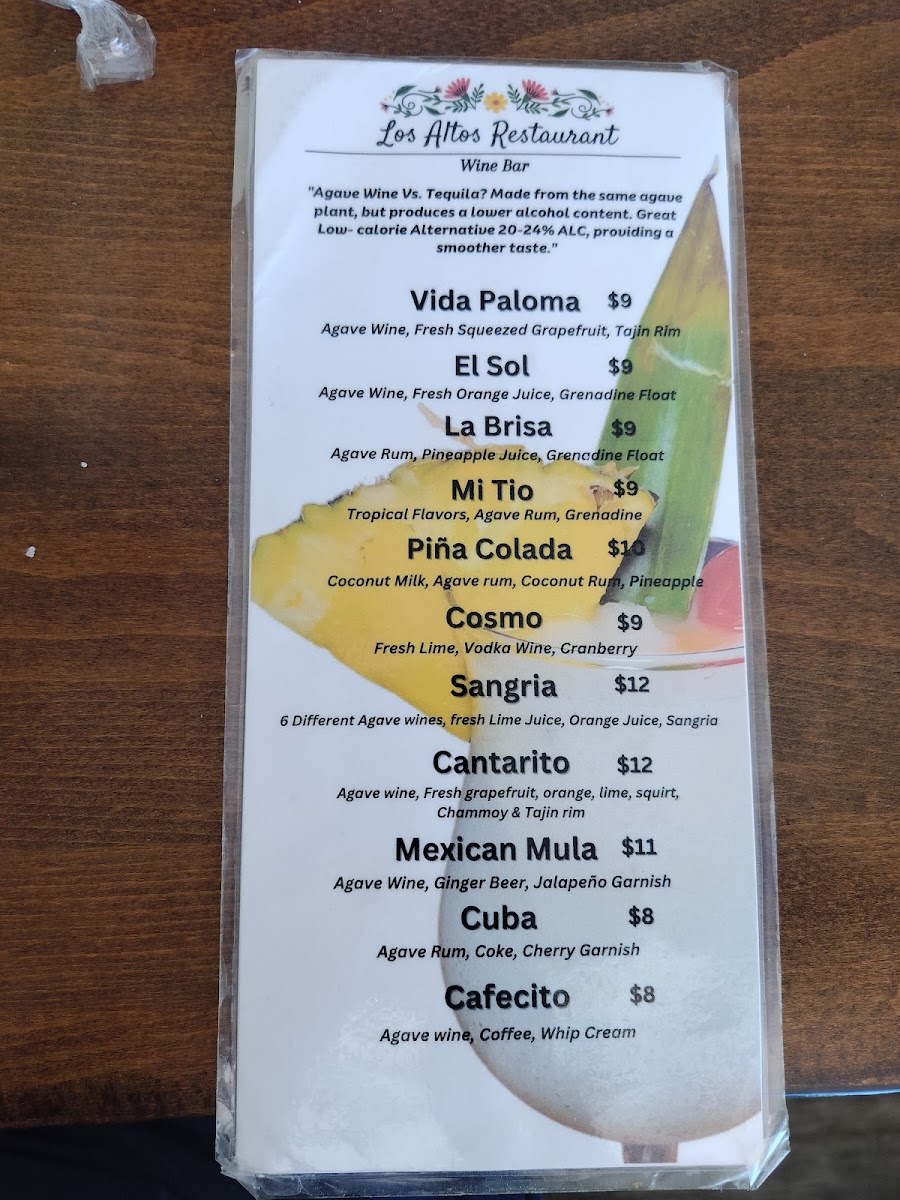 Los Altos Restaurant
Wine Bar
"Agave Wine Vs. Tequila? Made from the same agave
plant, but produces a lower alcohol content. Great
Low- calorie Alternative 20-24% ALC, providing a
smoother taste."
Vida Paloma $9
Agave Wine, Fresh Squeezed Grapefruit, Tajin Rim
El Sol $9
Agave Wine, Fresh Orange Juice, Grenadine Float
La Brisa $9
Agave Rum, Pineapple Juice, Grenadine Float
Mi Tio $9
Tropical Flavors, Agave Rum, Grenadine
Piña Colada $10
Coconut Milk, Agave rum, Coconut Rum, Pineapple
Cosmo $9
Fresh Lime, Vodka Wine, Cranberry
Sangria $12
6 Different Agave wines, fresh Lime Juice, Orange Juice, Sangria
Cantarito $12
Agave wine, Fresh grapefruit, orange, lime, squirt,
Chammoy & Tajin rim
Mexican Mula $11
Agave Wine, Ginger Beer, Jalapeño Garnish
Cuba $8
Agave Rum, Coke, Cherry Garnish
Cafecito $8
Agave wine, Coffee, Whip Cream